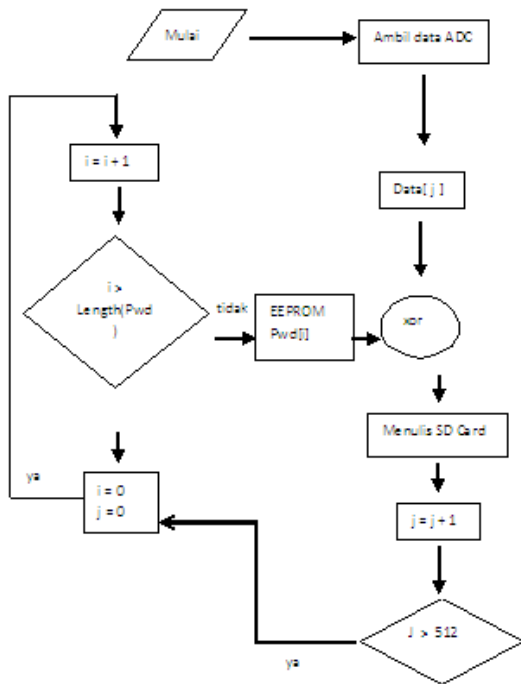 Mulai
Ambil data ADC
i = i + 1
Data[ j ]
i >
Length(Pwd
)
tidak
EEPROM
Pwd[i]
xor
Menulis SD Card
ya
i = 0
j = 0
j = j + 1
J > 512
ya